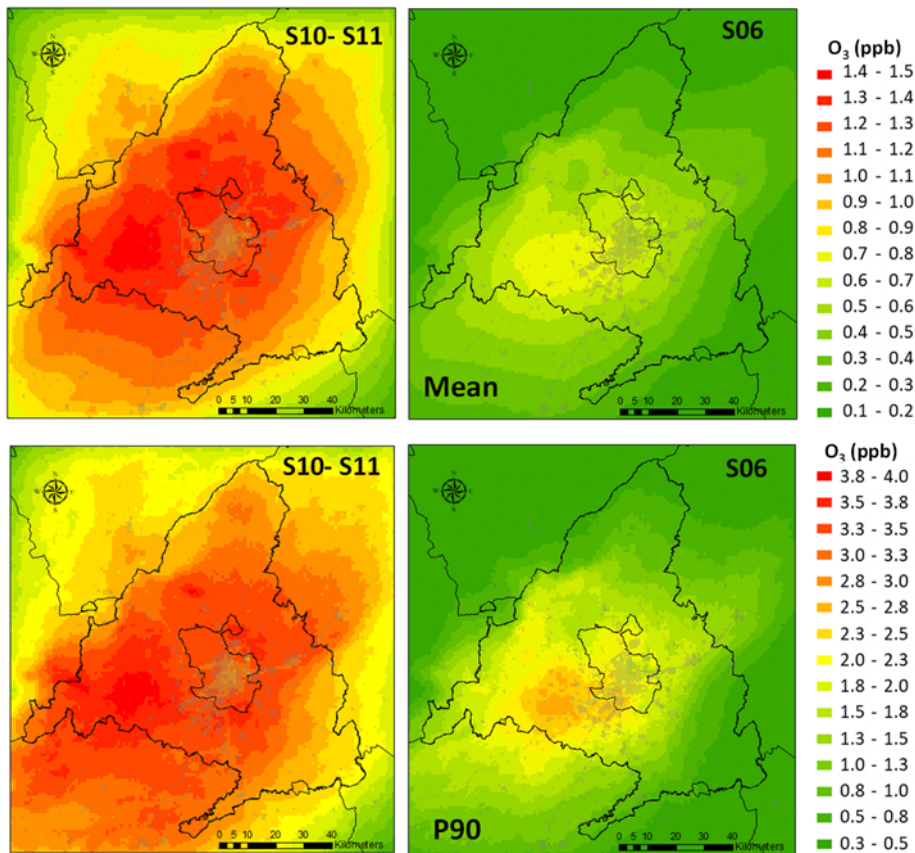 S10- S11
N
W E
S
0 5 10 20 30 40
Kilometers
S06
N
W E
S
Mean
0 5 10 20 30 40
Kilometers
O₃ (ppb)
1.4 - 1.5
1.3 - 1.4
1.2 - 1.3
1.1 - 1.2
1.0 - 1.1
0.9 - 1.0
0.8 - 0.9
0.7 - 0.8
0.6 - 0.7
0.5 - 0.6
0.4 - 0.5
0.3 - 0.4
0.2 - 0.3
0.1 - 0.2
S10- S11
N
W E
S
0 5 10 20 30 40
Kilometers
S06
N
W E
S
P90
0 5 10 20 30 40
Kilometers
O₃ (ppb)
3.8 - 4.0
3.5 - 3.8
3.3 - 3.5
3.0 - 3.3
2.8 - 3.0
2.5 - 2.8
2.3 - 2.5
2.0 - 2.3
1.8 - 2.0
1.5 - 1.8
1.3 - 1.5
1.0 - 1.3
0.8 - 1.0
0.5 - 0.8
0.3 - 0.5